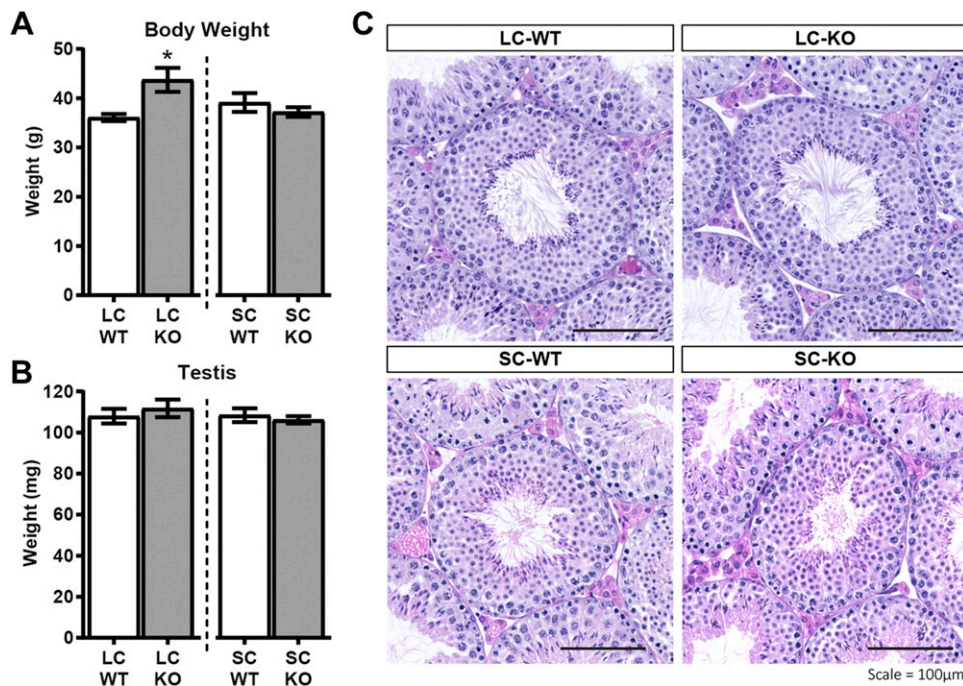 A
Body Weight
Weight (g)
50
40
30
20
10
0
*
LC LC SC SC
WT KO WT KO
B
Testis
Weight (mg)
120
100
80
60
40
20
0
LC LC SC SC
WT KO WT KO
C
LC-WT
LC-KO
SC-WT
SC-KO
Scale = 100μm